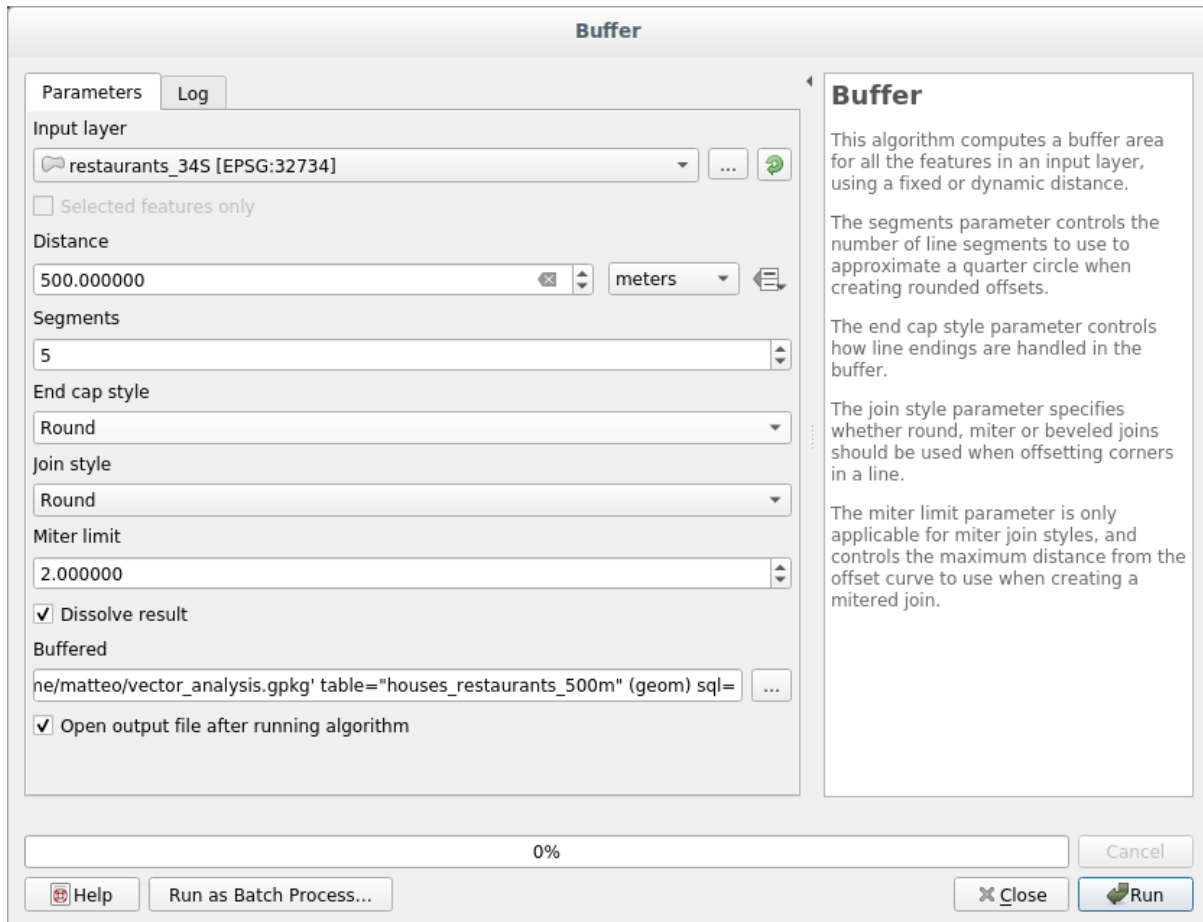 Buffer
Parameters
Log
Input layer
restaurants_34S [EPSG:32734]
...
Selected features only
Distance
500.000000
meters
Segments
5
End cap style
Round
Join style
Round
Miter limit
2.000000
Dissolve result
Buffered
ne/matteo/vector_analysis.gpkg' table="houses_restaurants_500m" (geom) sql=
...
Open output file after running algorithm
Buffer
This algorithm computes a buffer area
for all the features in an input layer,
using a fixed or dynamic distance.
The segments parameter controls the
number of line segments to use to
approximate a quarter circle when
creating rounded offsets.
The end cap style parameter controls
how line endings are handled in the
buffer.
The join style parameter specifies
whether round, miter or beveled joins
should be used when offsetting corners
in a line.
The miter limit parameter is only
applicable for miter join styles, and
controls the maximum distance from the
offset curve to use when creating a
mitered join.
0%
Cancel
Help
Run as Batch Process...
Close
Run